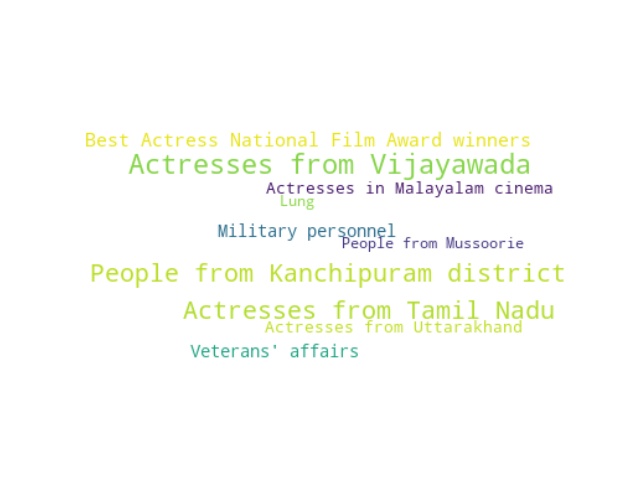 Best Actress National Film Award winners
Actresses from Vijayawada
Actresses in Malayalam cinema
Lung
Military personnel
People from Mussoorie
People from Kanchipuram district
Actresses from Tamil Nadu
Actresses from Uttarakhand
Veterans' affairs